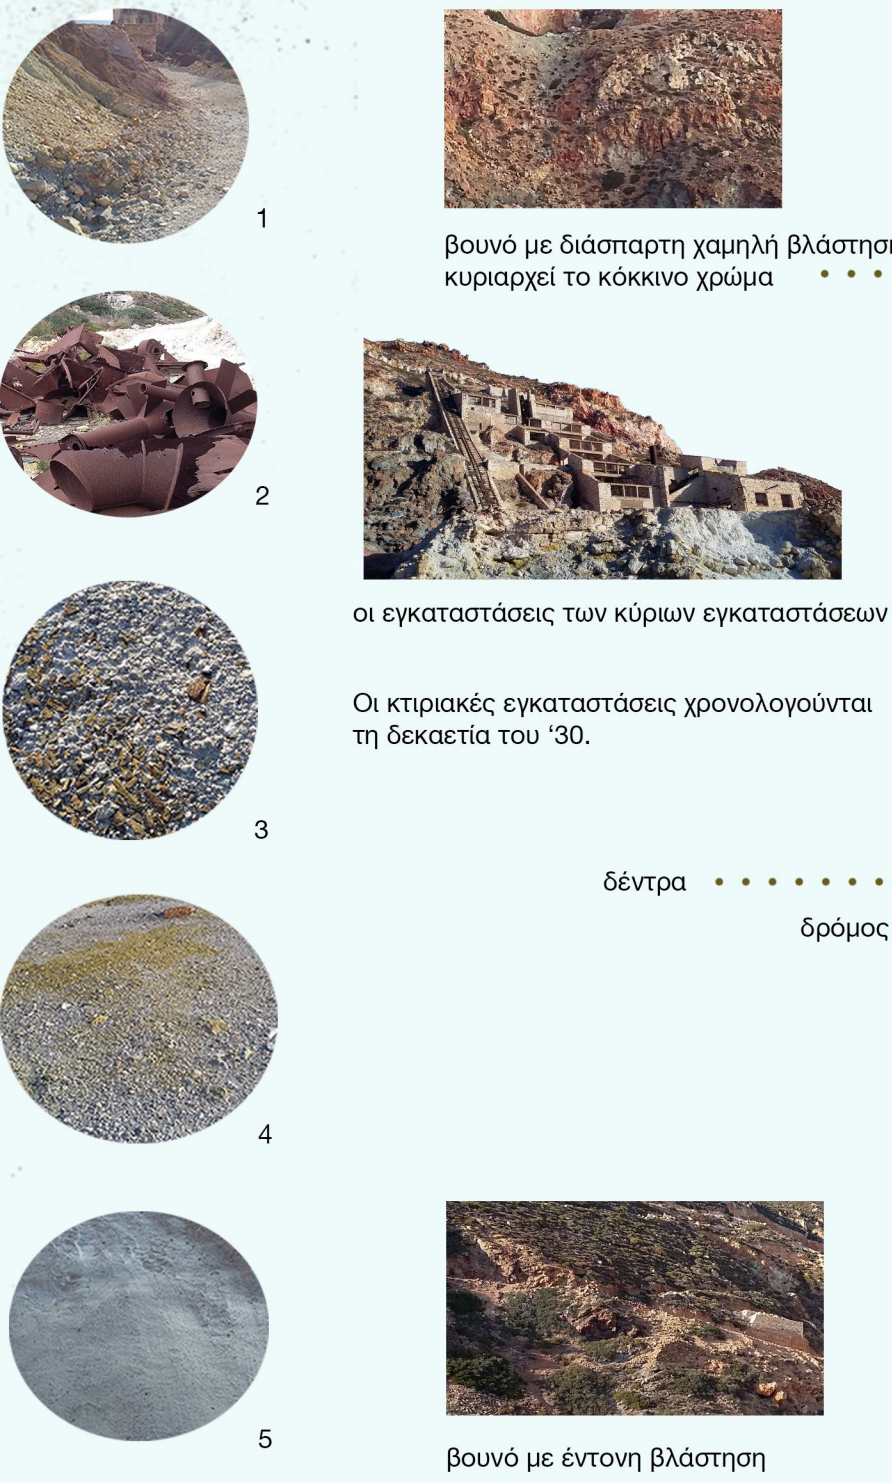 1
βουνό με διάσπαρτη χαμηλή βλάστηση
κυριαρχεί το κόκκινο χρώμα
2
οι εγκαταστάσεις των κύριων εγκαταστάσεων
3
Οι κτιριακές εγκαταστάσεις χρονολογούνται
τη δεκαετία του ‘30.
δέντρα
δρόμος
4
5
βουνό με έντονη βλάστηση